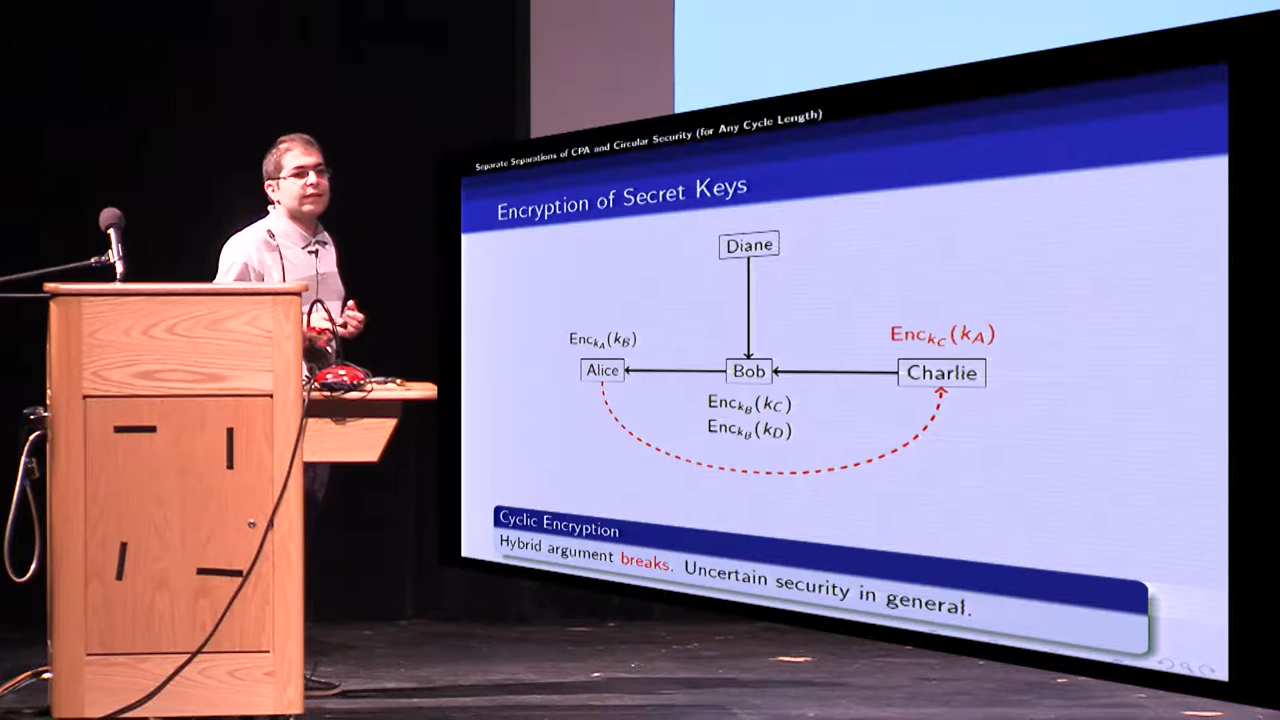 Separate Separations of CPA and Circular Security (for Any Cycle Length)
Encryption of Secret Keys
Diane
Enc_{k_A}(k_B)
Enc_{k_C}(k_A)
Alice
Bob
Charlie
Enc_{k_B}(k_C)
Enc_{k_B}(k_D)
Cyclic Encryption
Hybrid argument breaks. Uncertain security in general.